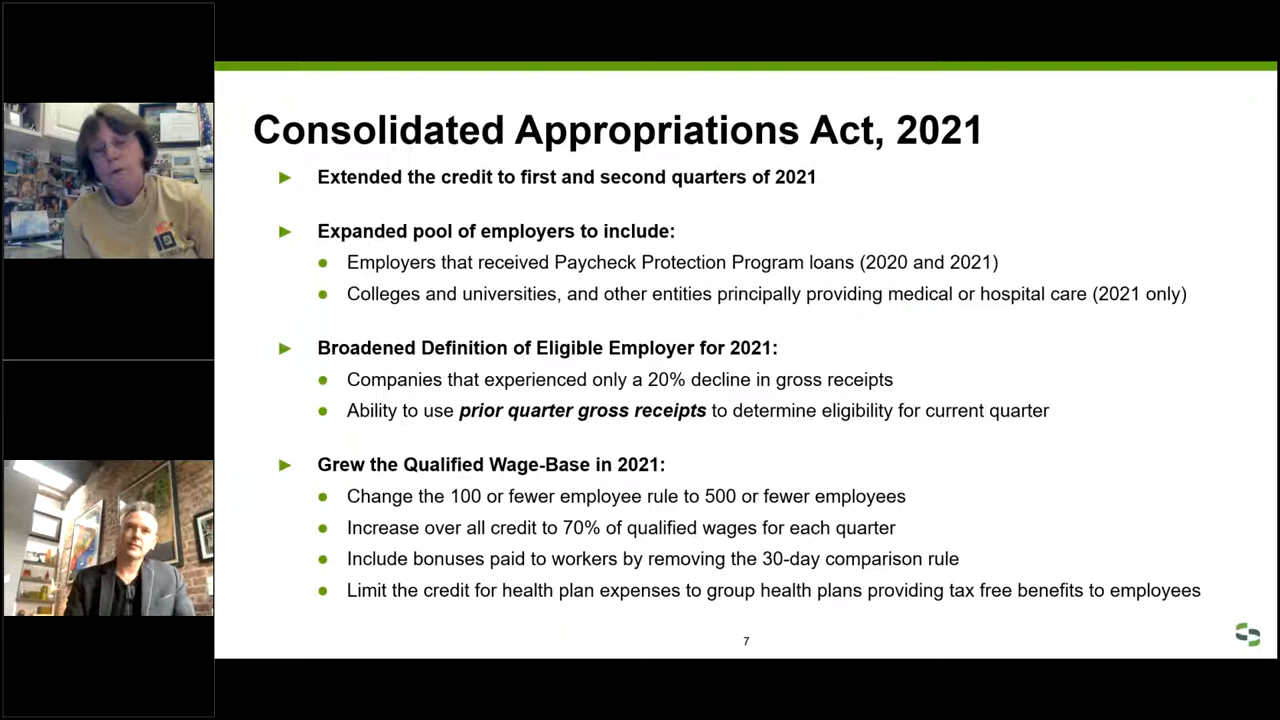 Consolidated Appropriations Act, 2021
Extended the credit to first and second quarters of 2021
Expanded pool of employers to include:
Employers that received Paycheck Protection Program loans (2020 and 2021)
Colleges and universities, and other entities principally providing medical or hospital care (2021 only)
Broadened Definition of Eligible Employer for 2021:
Companies that experienced only a 20% decline in gross receipts
Ability to use prior quarter gross receipts to determine eligibility for current quarter
Grew the Qualified Wage-Base in 2021:
Change the 100 or fewer employee rule to 500 or fewer employees
Increase over all credit to 70% of qualified wages for each quarter
Include bonuses paid to workers by removing the 30-day comparison rule
Limit the credit for health plan expenses to group health plans providing tax free benefits to employees
7